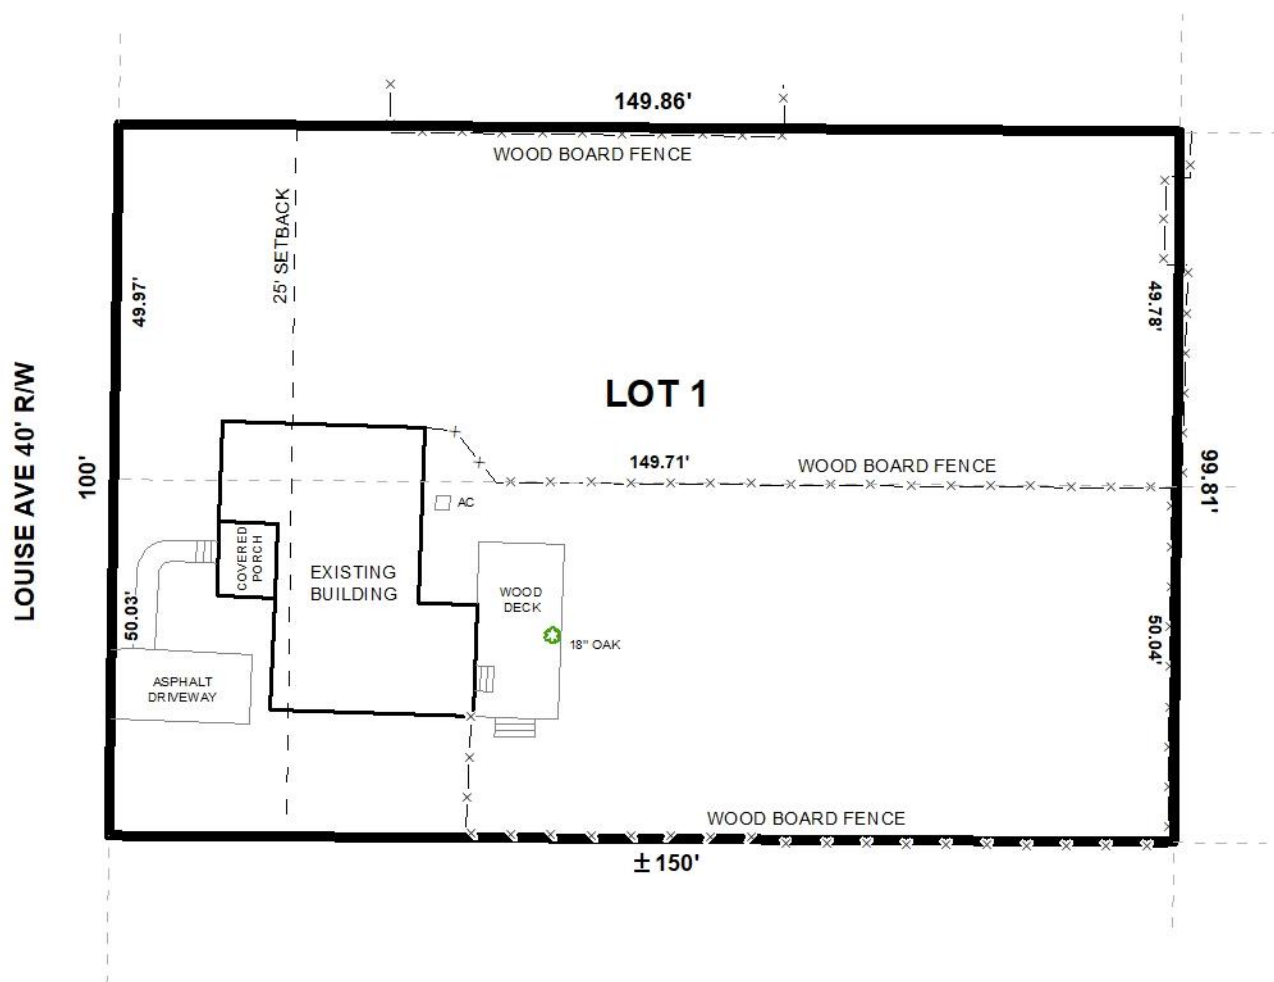 149.86'
WOOD BOARD FENCE
25' SETBACK
49.97'
49.78'
LOT 1
LOUISE AVE 40' R/W
100'
149.71'
WOOD BOARD FENCE
99.81'
AC
COVERED
PORCH
EXISTING
BUILDING
WOOD
DECK
50.03'
18" OAK
50.04'
ASPHALT
DRIVEWAY
WOOD BOARD FENCE
± 150'